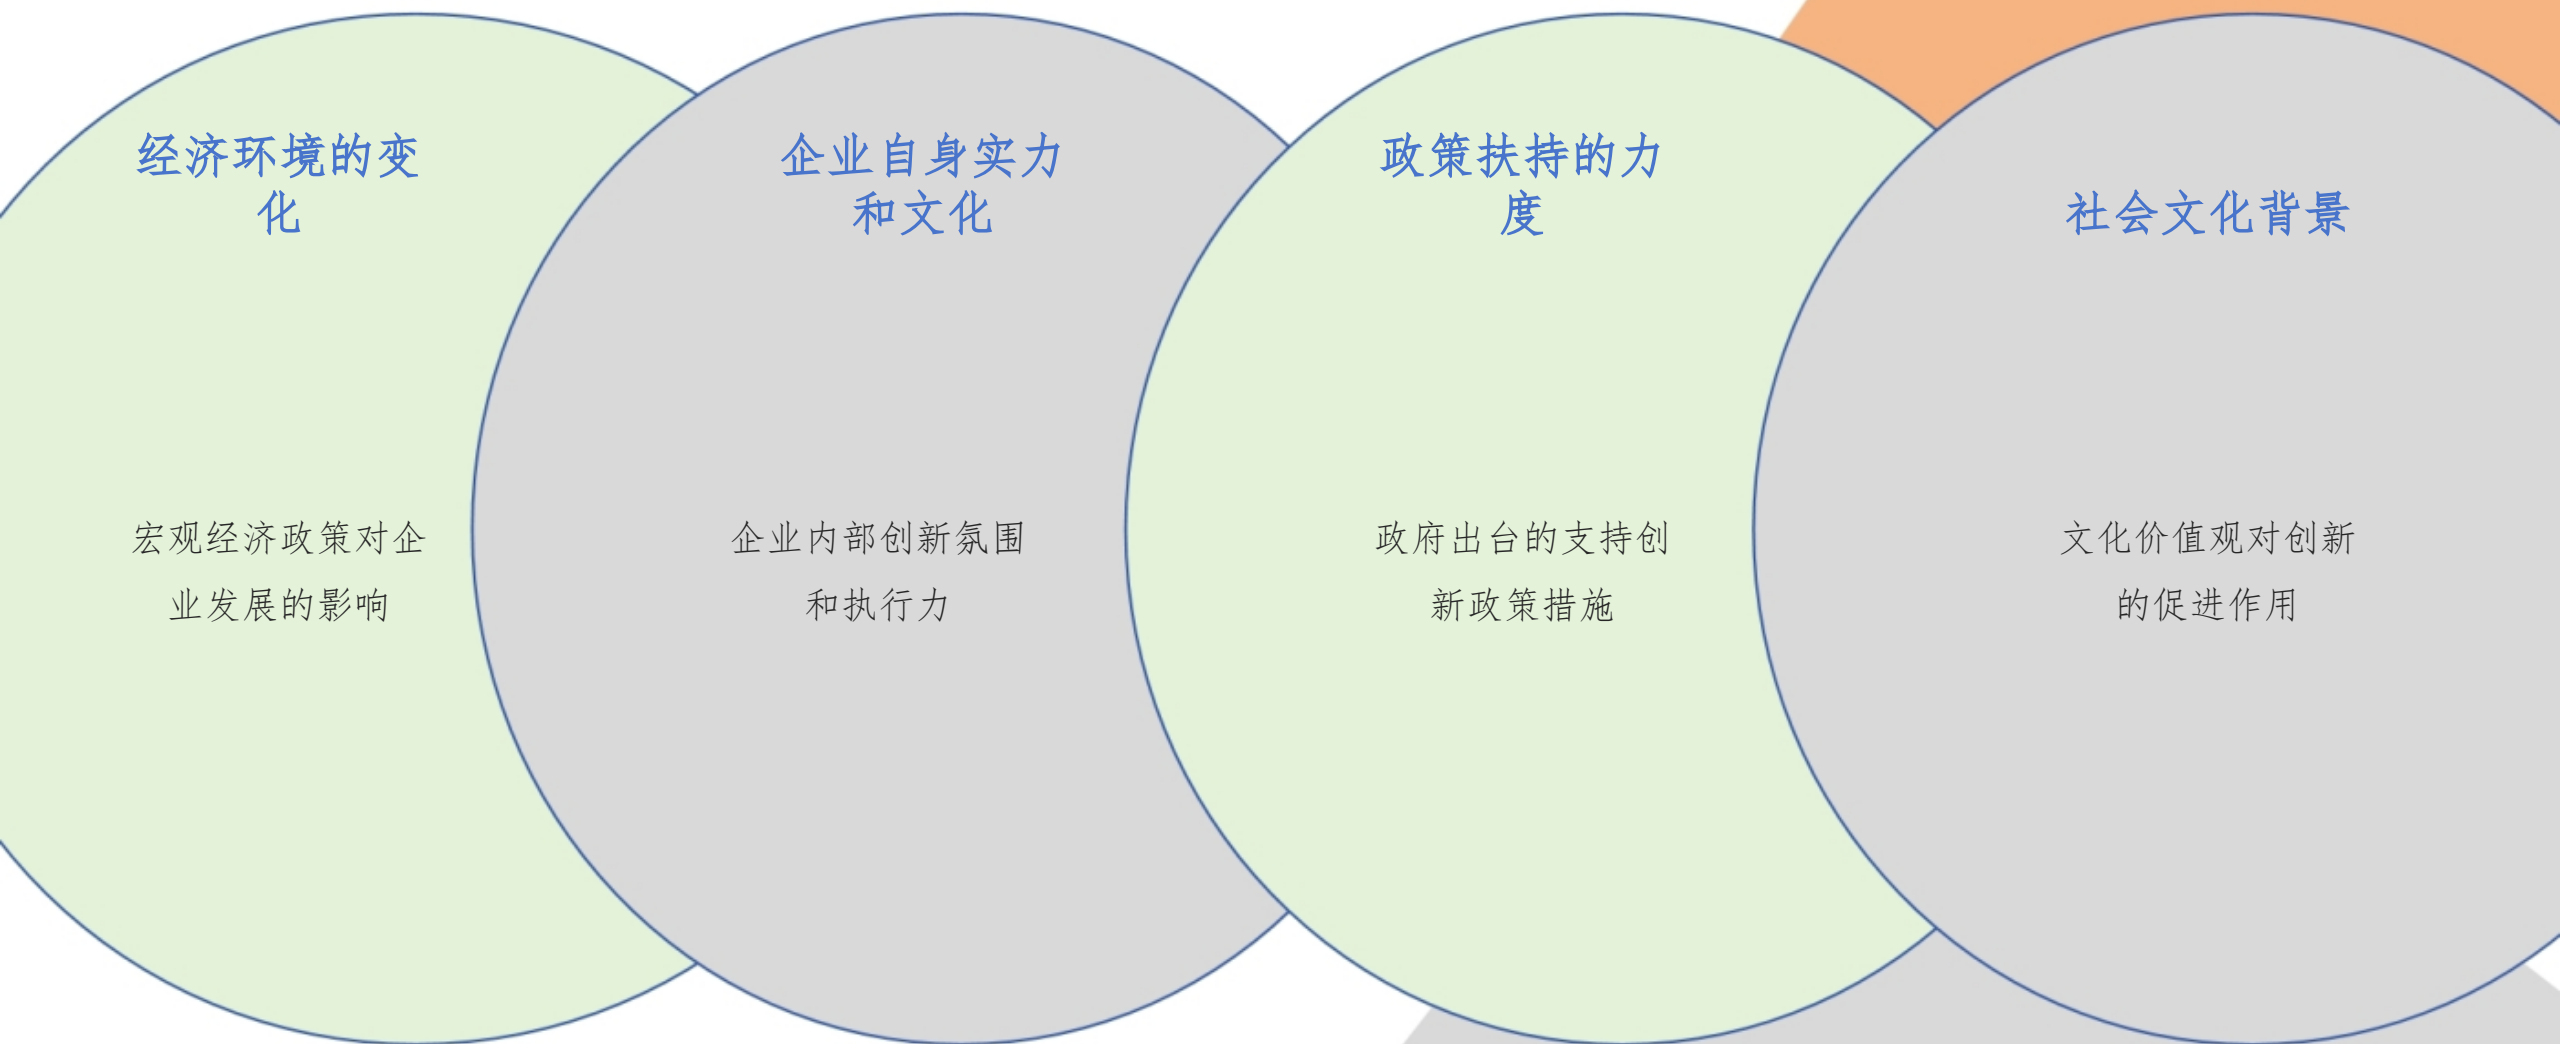 经济环境的变
化
宏观经济政策对企
业发展的影响
企业自身实力
和文化
企业内部创新氛围
和执行力
政策扶持的力
度
政府出台的支持创
新政策措施
社会文化背景
文化价值观对创新
的促进作用